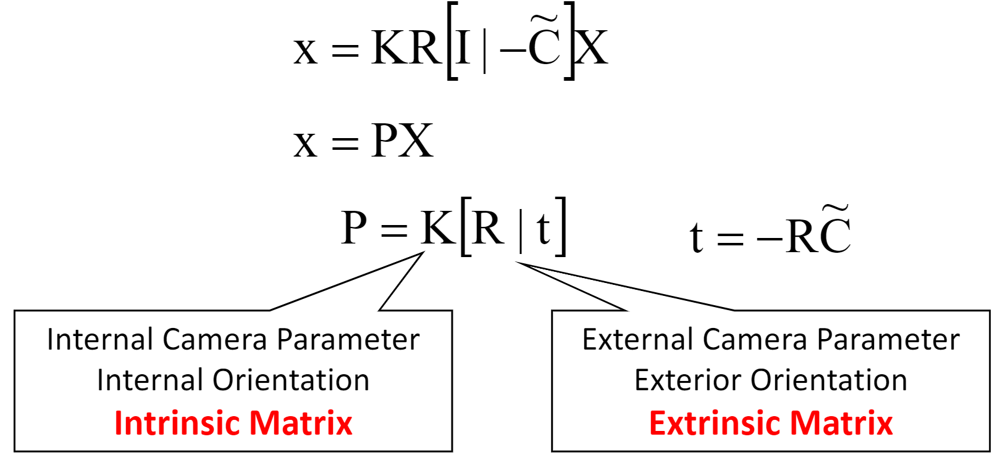 x = KR[I | −C̃]X
x = PX
P = K[R | t]
t = −RC̃
Internal Camera Parameter
Internal Orientation
Intrinsic Matrix
External Camera Parameter
Exterior Orientation
Extrinsic Matrix